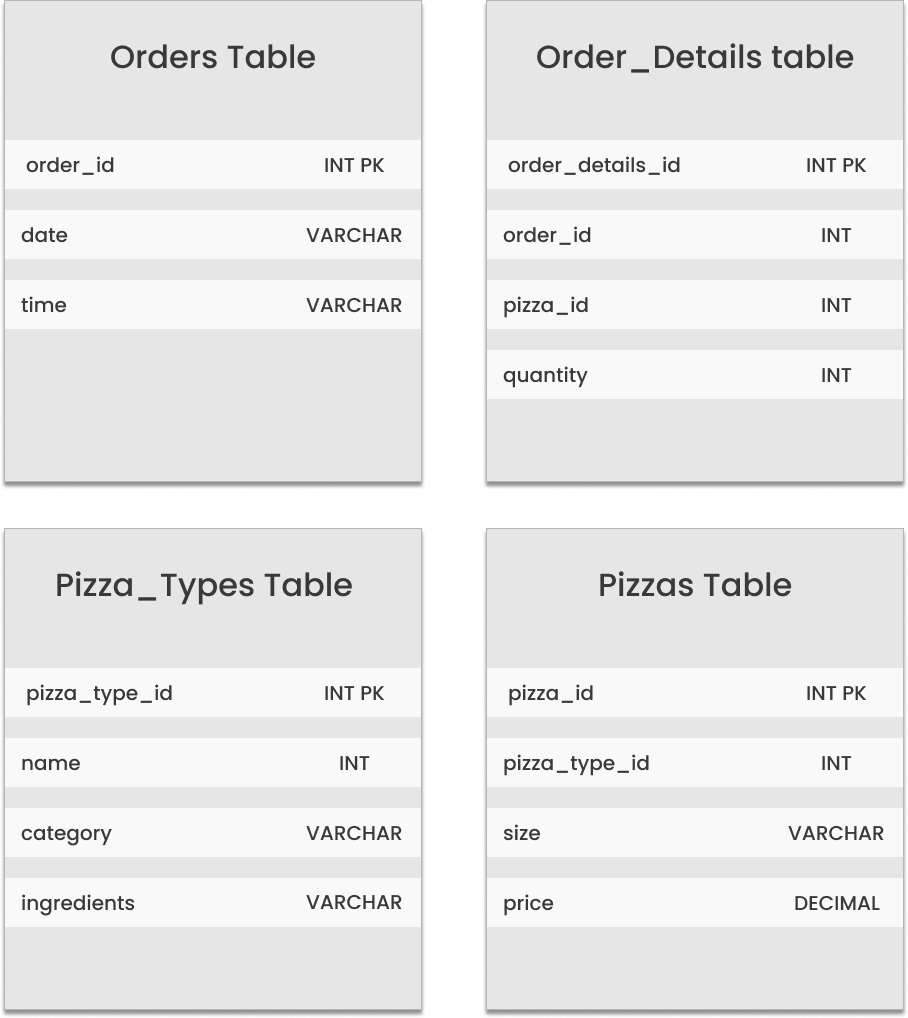 Orders Table
order_id INT PK
date VARCHAR
time VARCHAR
Order_Details table
order_details_id INT PK
order_id INT
pizza_id INT
quantity INT
Pizza_Types Table
pizza_type_id INT PK
name INT
category VARCHAR
ingredients VARCHAR
Pizzas Table
pizza_id INT PK
pizza_type_id INT
size VARCHAR
price DECIMAL